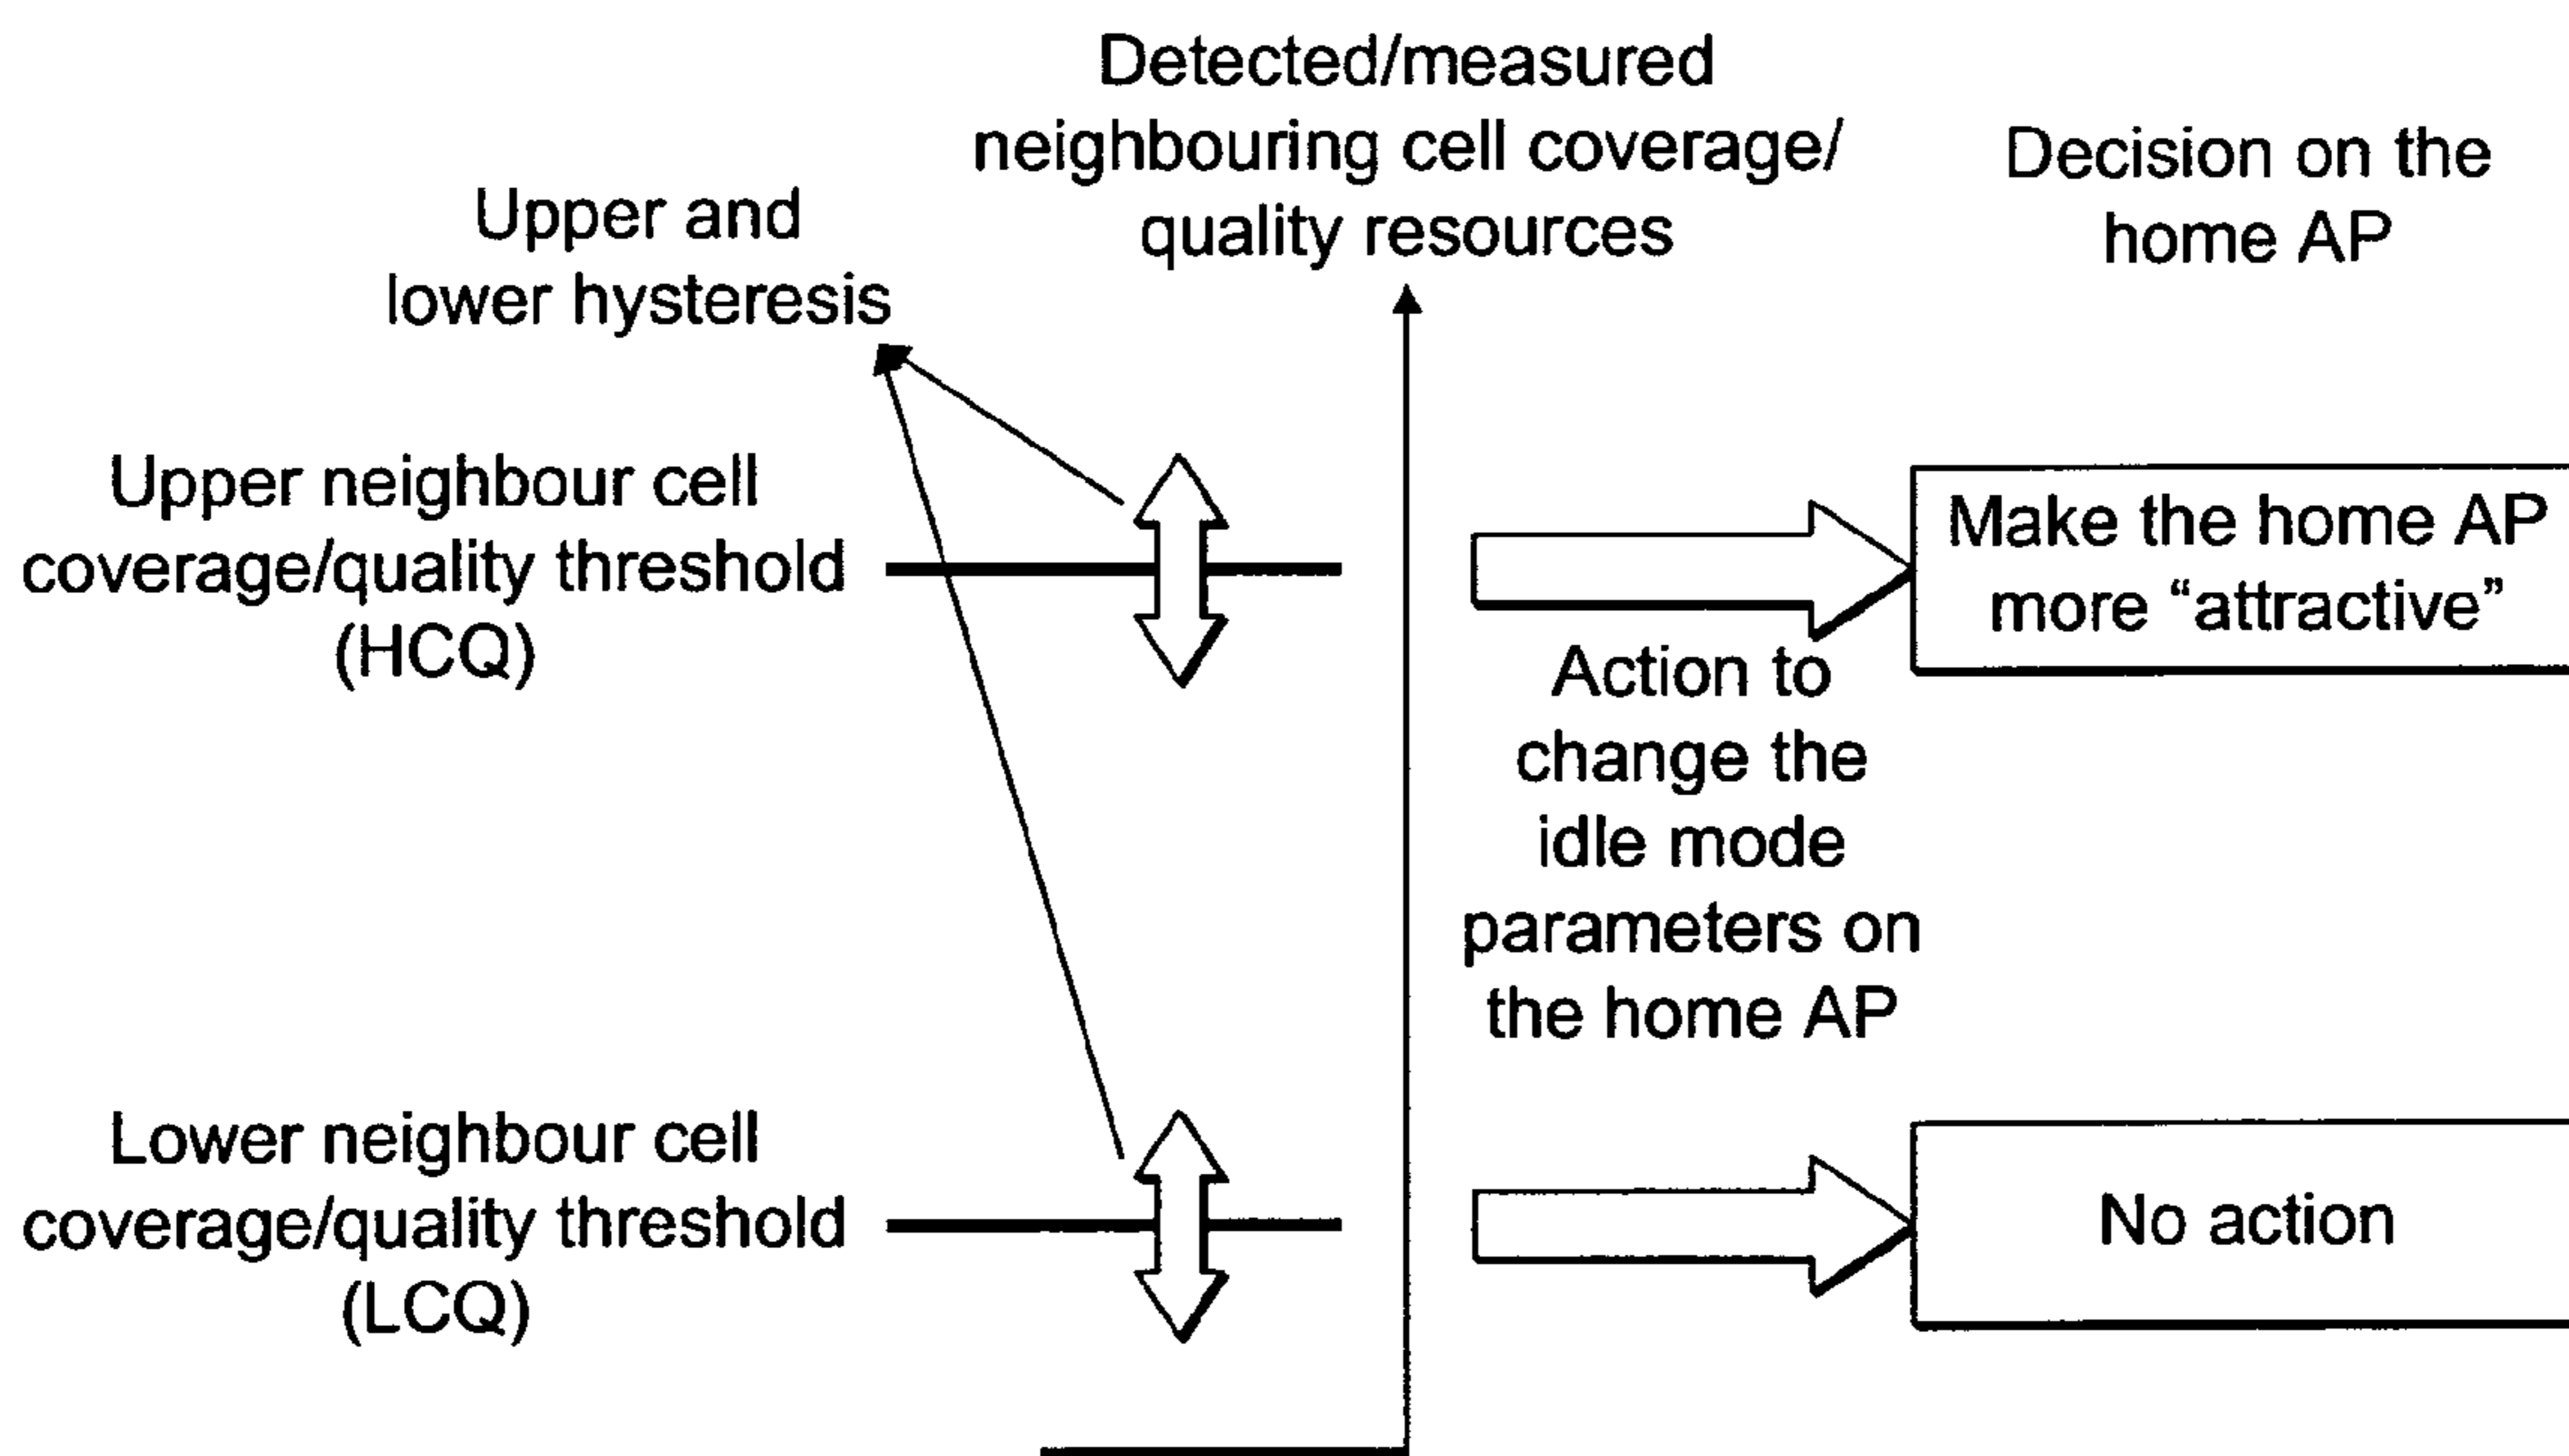 Detected/measured
neighbouring cell coverage/
quality resources
Decision on the
home AP
Upper and
lower hysteresis
Upper neighbour cell
coverage/quality threshold
(HCQ)
Make the home AP
more “attractive”
Action to
change the
idle mode
parameters on
the home AP
Lower neighbour cell
coverage/quality threshold
(LCQ)
No action